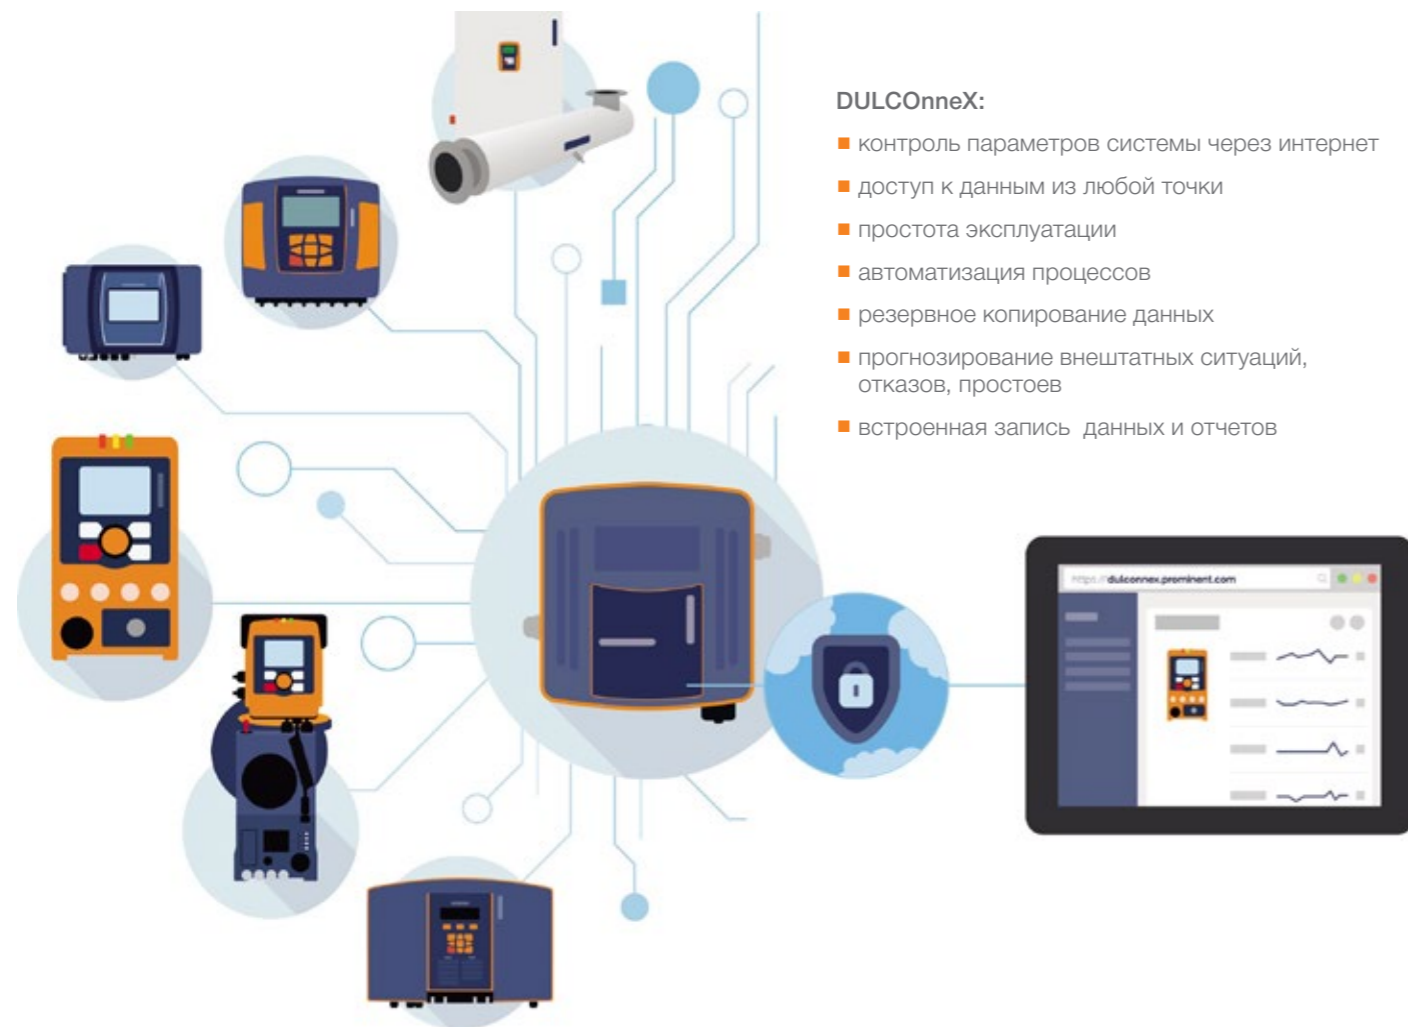 DULCOnneX:
контроль параметров системы через интернет
доступ к данным из любой точки
простота эксплуатации
автоматизация процессов
резервное копирование данных
прогнозирование внештатных ситуаций,
отказов, простоев
встроенная запись данных и отчетов
https://dulconnex.prominent.com